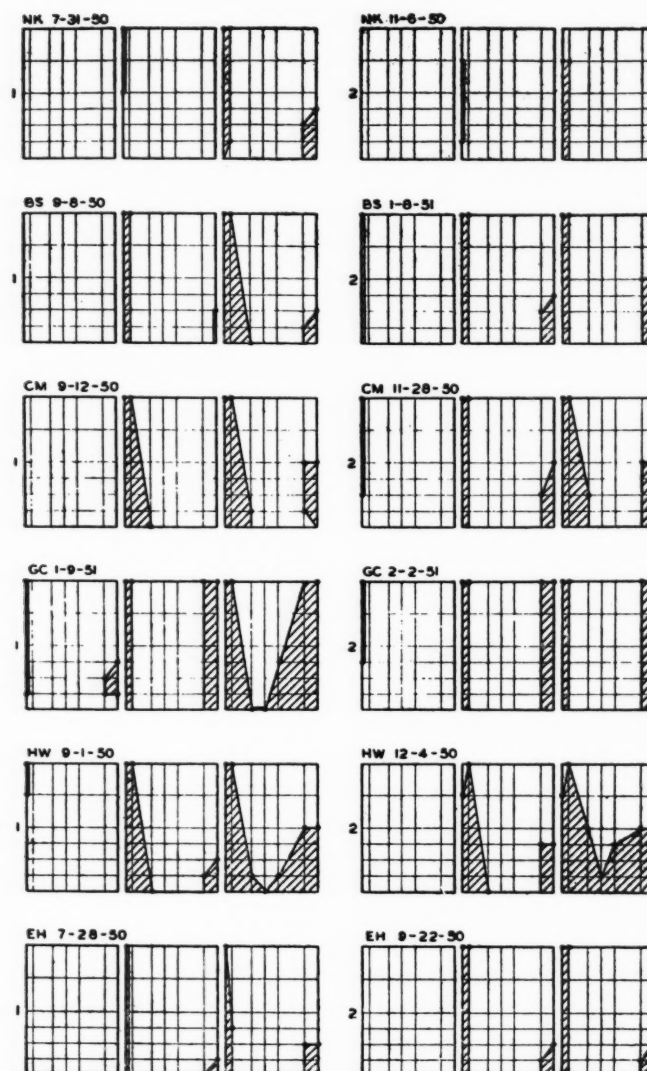 NK 7-31-50
NK 11-6-50
1
2
BS 9-8-50
BS 1-8-51
1
2
CM 9-12-50
CM 11-28-50
1
2
GC 1-9-51
GC 2-2-51
1
2
HW 9-1-50
HW 12-4-50
1
2
EH 7-28-50
EH 9-22-50
1
2